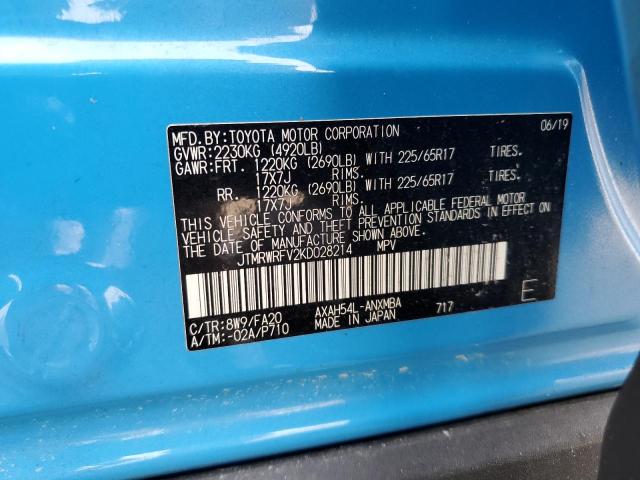 MFD. BY: TOYOTA MOTOR CORPORATION 06/19
GVWR: 2230KG (4920LB)
GAWR: FRT. 1220KG (2690LB) WITH 225/65R17 TIRES.
17X7J RIMS.
RR. 1220KG (2690LB) WITH 225/65R17 TIRES.
17X7J RIMS.
THIS VEHICLE CONFORMS TO ALL APPLICABLE FEDERAL MOTOR
VEHICLE SAFETY AND THEFT PREVENTION STANDARDS IN EFFECT ON
THE DATE OF MANUFACTURE SHOWN ABOVE.
JTMRWRFV2KD028214 MPV
C/TR: 8W9/FA20 AXAH54L-ANXMBA 717 E
A/TM: -02A/P710 MADE IN JAPAN